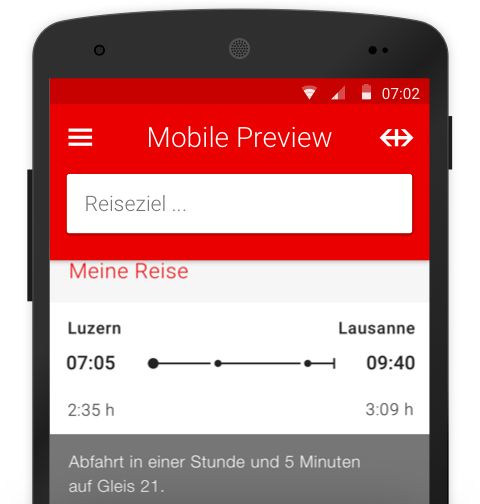 07:02
Mobile Preview
Reiseziel ...
Meine Reise
Luzern Lausanne
07:05 09:40
2:35 h 3:09 h
Abfahrt in einer Stunde und 5 Minuten
auf Gleis 21.